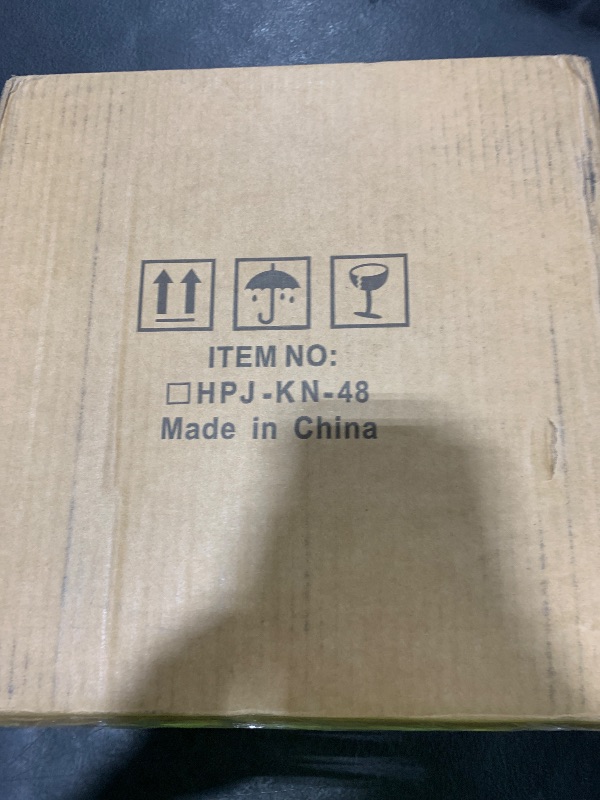 ITEM NO:
☐HPJ-KN-48
Made in China